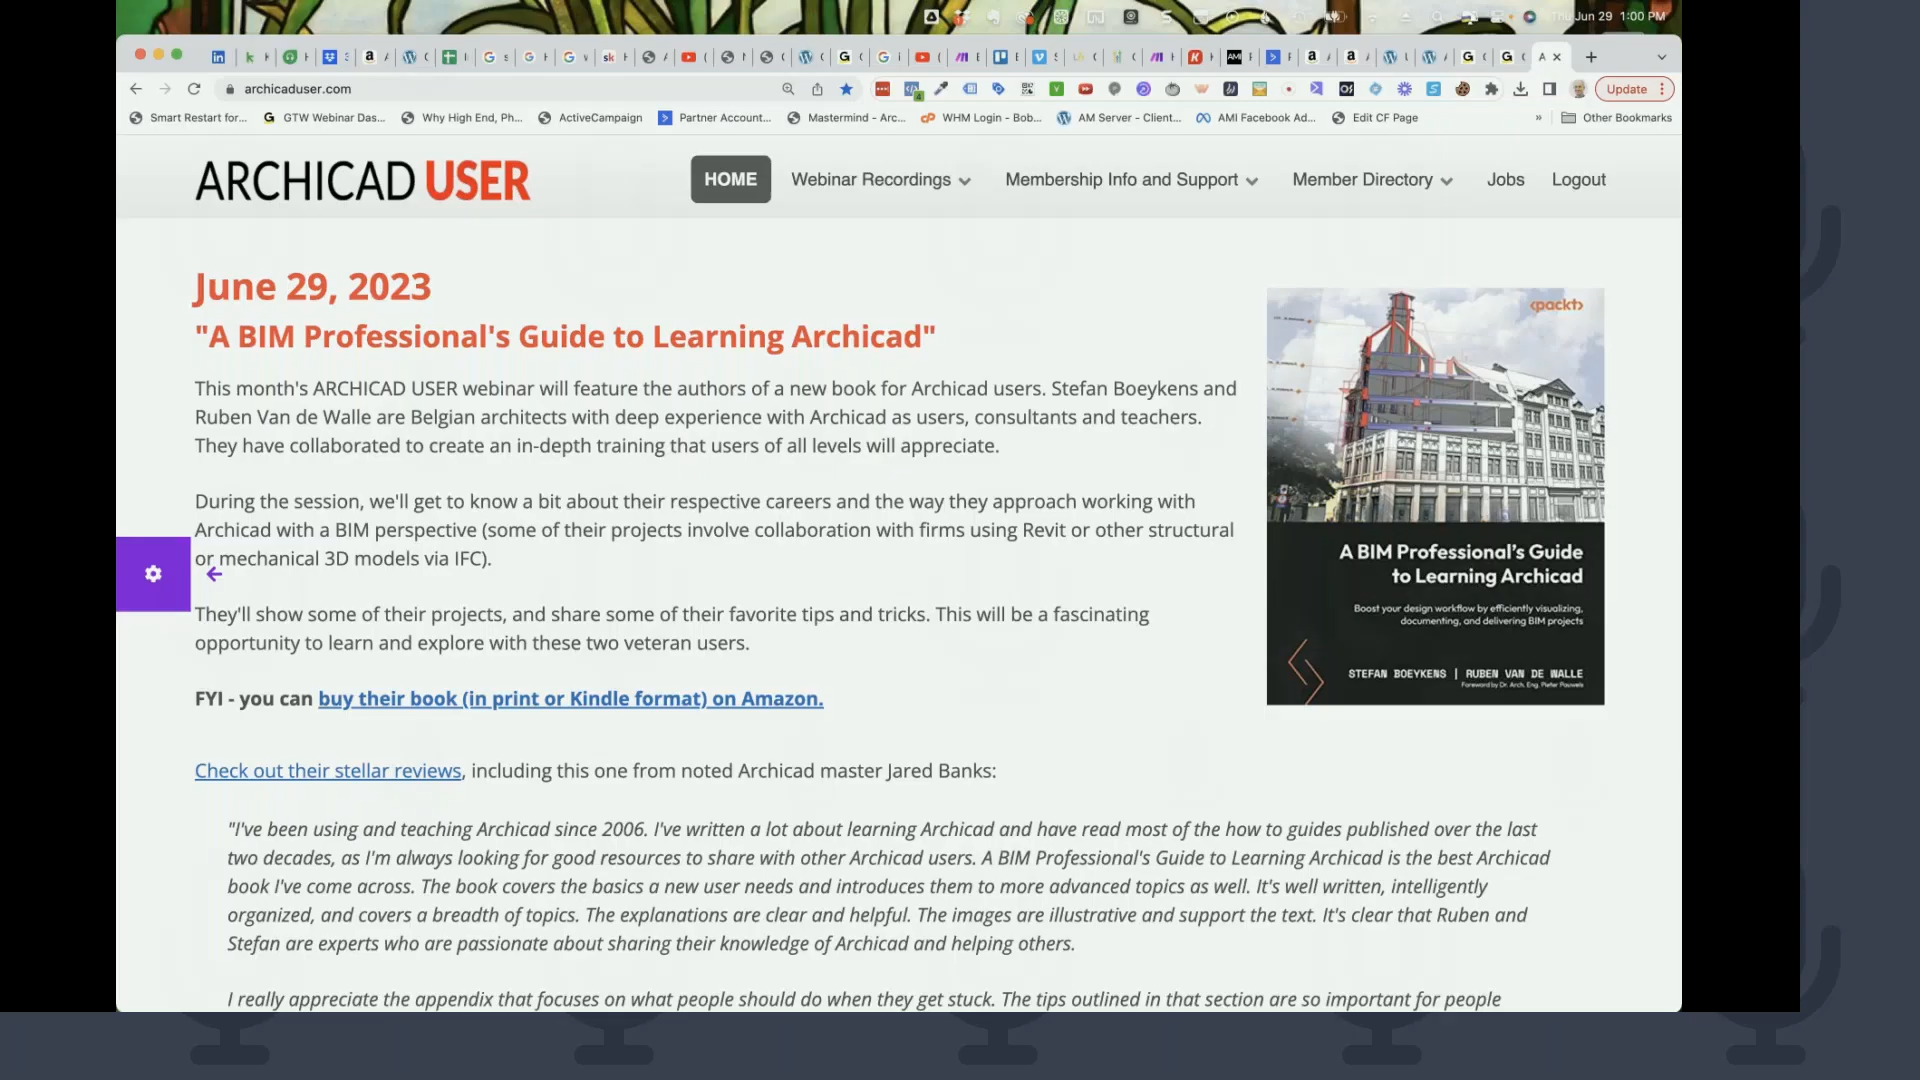 Thu Jun 29 1:00 PM
archicaduser.com
Update
Smart Restart for...
GTW Webinar Das...
Why High End, Ph...
ActiveCampaign
Partner Account...
Mastermind - Arc...
WHM Login - Bob...
AM Server - Client...
AMI Facebook Ad...
Edit CF Page
»
Other Bookmarks
ARCHICAD USER
HOME
Webinar Recordings
Membership Info and Support
Member Directory
Jobs
Logout
June 29, 2023
"A BIM Professional's Guide to Learning Archicad"
This month's ARCHICAD USER webinar will feature the authors of a new book for Archicad users. Stefan Boeykens and
Ruben Van de Walle are Belgian architects with deep experience with Archicad as users, consultants and teachers.
They have collaborated to create an in-depth training that users of all levels will appreciate.
During the session, we'll get to know a bit about their respective careers and the way they approach working with
Archicad with a BIM perspective (some of their projects involve collaboration with firms using Revit or other structural
or mechanical 3D models via IFC).
They'll show some of their projects, and share some of their favorite tips and tricks. This will be a fascinating
opportunity to learn and explore with these two veteran users.
FYI - you can buy their book (in print or Kindle format) on Amazon.
<packt>
A BIM Professional's Guide
to Learning Archicad
Boost your design workflow by efficiently visualizing,
documenting, and delivering BIM projects
STEFAN BOEYKENS | RUBEN VAN DE WALLE
Foreword by Dr. Arch. Eng. Pieter Pauwels
Check out their stellar reviews, including this one from noted Archicad master Jared Banks:
"I've been using and teaching Archicad since 2006. I've written a lot about learning Archicad and have read most of the how to guides published over the last
two decades, as I'm always looking for good resources to share with other Archicad users. A BIM Professional's Guide to Learning Archicad is the best Archicad
book I've come across. The book covers the basics a new user needs and introduces them to more advanced topics as well. It's well written, intelligently
organized, and covers a breadth of topics. The explanations are clear and helpful. The images are illustrative and support the text. It's clear that Ruben and
Stefan are experts who are passionate about sharing their knowledge of Archicad and helping others.
I really appreciate the appendix that focuses on what people should do when they get stuck. The tips outlined in that section are so important for people